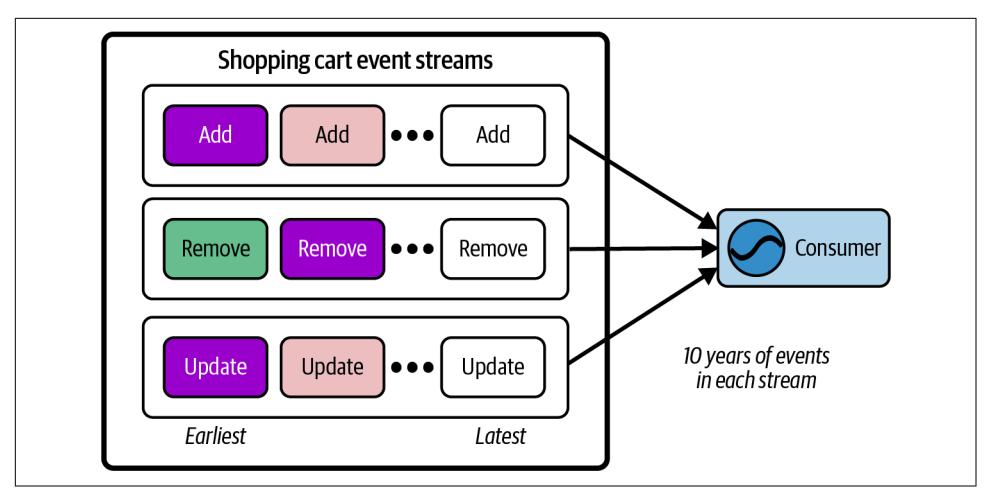 Shopping cart event streams
Add
Add
Add
Remove
Remove
Remove
Consumer
Update
Update
Update
10 years of events
in each stream
Earliest
Latest